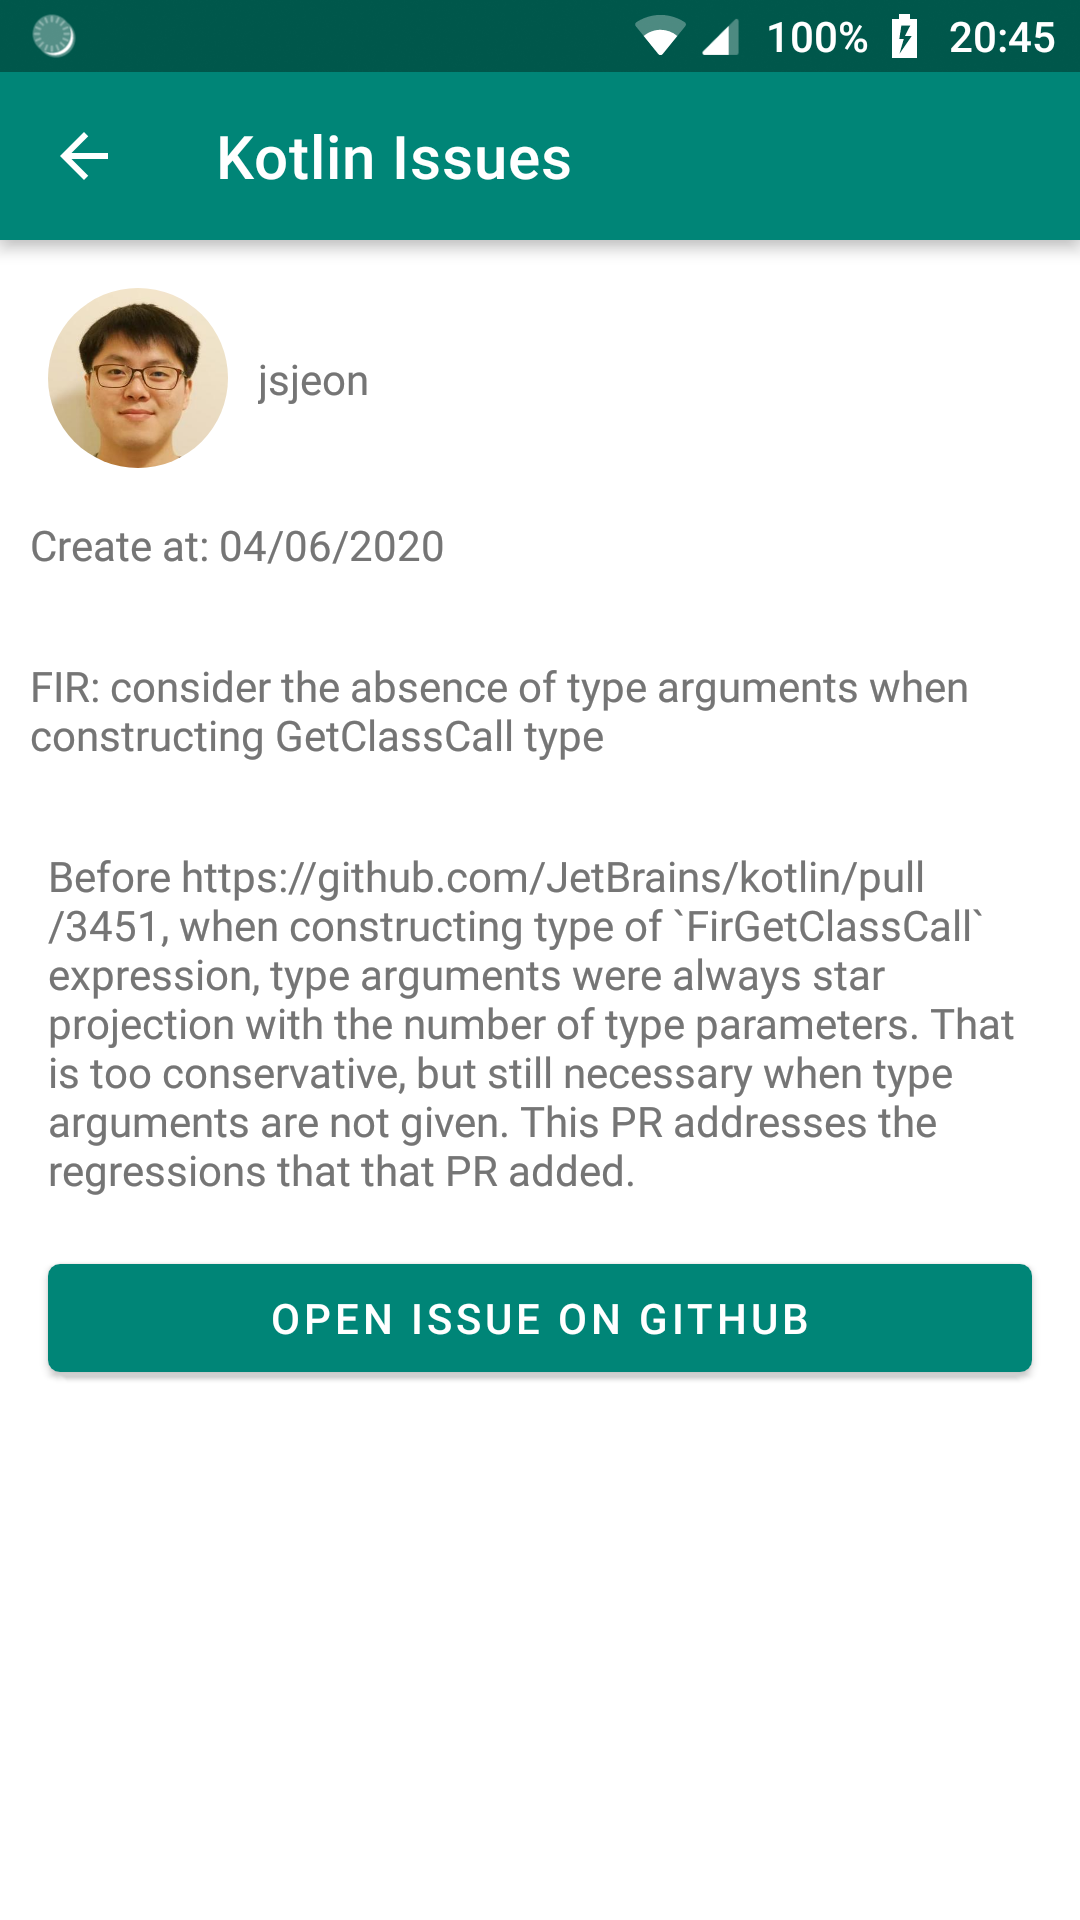 100% 20:45
Kotlin Issues
jsjeon
Create at: 04/06/2020
FIR: consider the absence of type arguments when
constructing GetClassCall type
Before https://github.com/JetBrains/kotlin/pull
/3451, when constructing type of `FirGetClassCall`
expression, type arguments were always star
projection with the number of type parameters. That
is too conservative, but still necessary when type
arguments are not given. This PR addresses the
regressions that that PR added.
OPEN ISSUE ON GITHUB